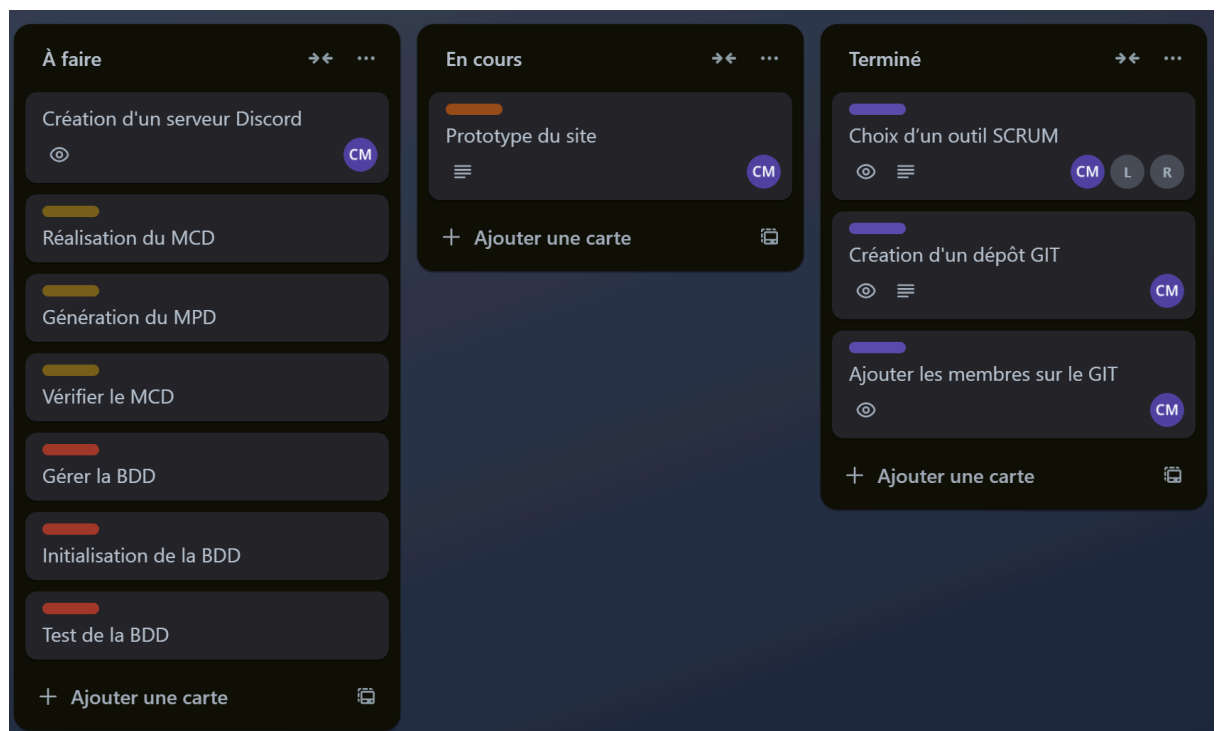 À faire
Création d'un serveur Discord
CM
Réalisation du MCD
Génération du MPD
Vérifier le MCD
Gérer la BDD
Initialisation de la BDD
Test de la BDD
Ajouter une carte
En cours
Prototype du site
CM
Ajouter une carte
Terminé
Choix d’un outil SCRUM
CM L R
Création d'un dépôt GIT
CM
Ajouter les membres sur le GIT
CM
Ajouter une carte